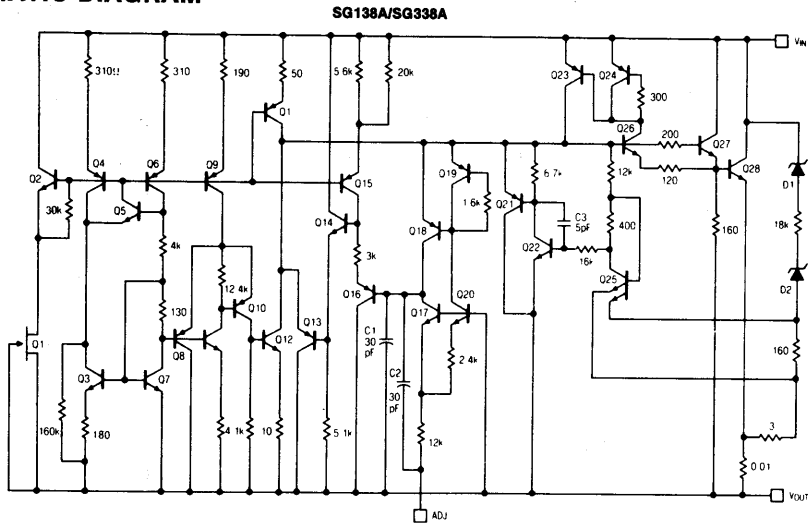 SG138A/SG338A
VIN
310Ω
310
190
50
5.6k
20k
Q23
Q24
300
Q1
Q26
200
Q27
Q2
Q4
Q6
Q9
Q15
Q19
6.7k
12k
120
Q28
D1
30k
Q5
Q14
1.6k
Q21
C3
5pF
400
160
18k
4k
3k
Q18
Q22
16k
Q25
D2
12.4k
Q10
Q16
130
Q8
Q12
Q13
C1
30
pF
Q17
Q20
Q1
Q3
Q7
C2
30
pF
2.4k
160
160k
180
4.1k
10
5.1k
12k
3
0.01
VOUT
ADJ